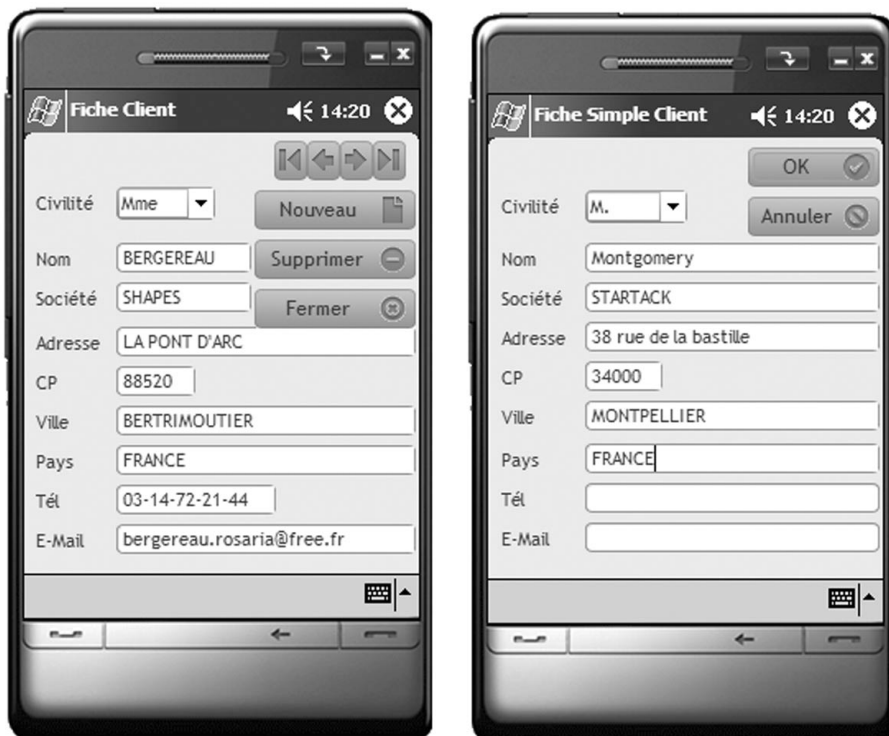 Fiche Client 14:20
Civilité Mme
Nouveau
Nom BERGEREAU
Supprimer
Société SHAPES
Fermer
Adresse LA PONT D'ARC
CP 88520
Ville BERTRIMOUTIER
Pays FRANCE
Tél 03-14-72-21-44
E-Mail bergereau.rosaria@free.fr
Fiche Simple Client 14:20
OK
Civilité M.
Annuler
Nom Montgomery
Société STARTACK
Adresse 38 rue de la bastille
CP 34000
Ville MONTPELLIER
Pays FRANCE
Tél
E-Mail